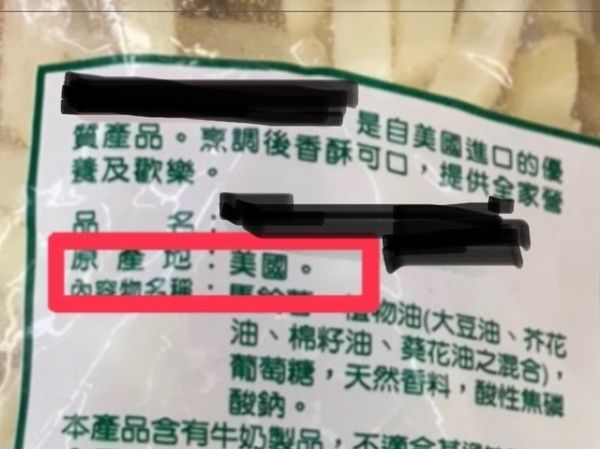 是自美國進口的優
質產品。烹調後香酥可口，提供全家營
養及歡樂。
品　名：
原產地：美國。
內容物名稱：馬鈴薯、植物油(大豆油、芥花
油、棉籽油、葵花油之混合)，
葡萄糖，天然香料，酸性焦磷
酸鈉。
本產品含有牛奶製品，不適合其過敏